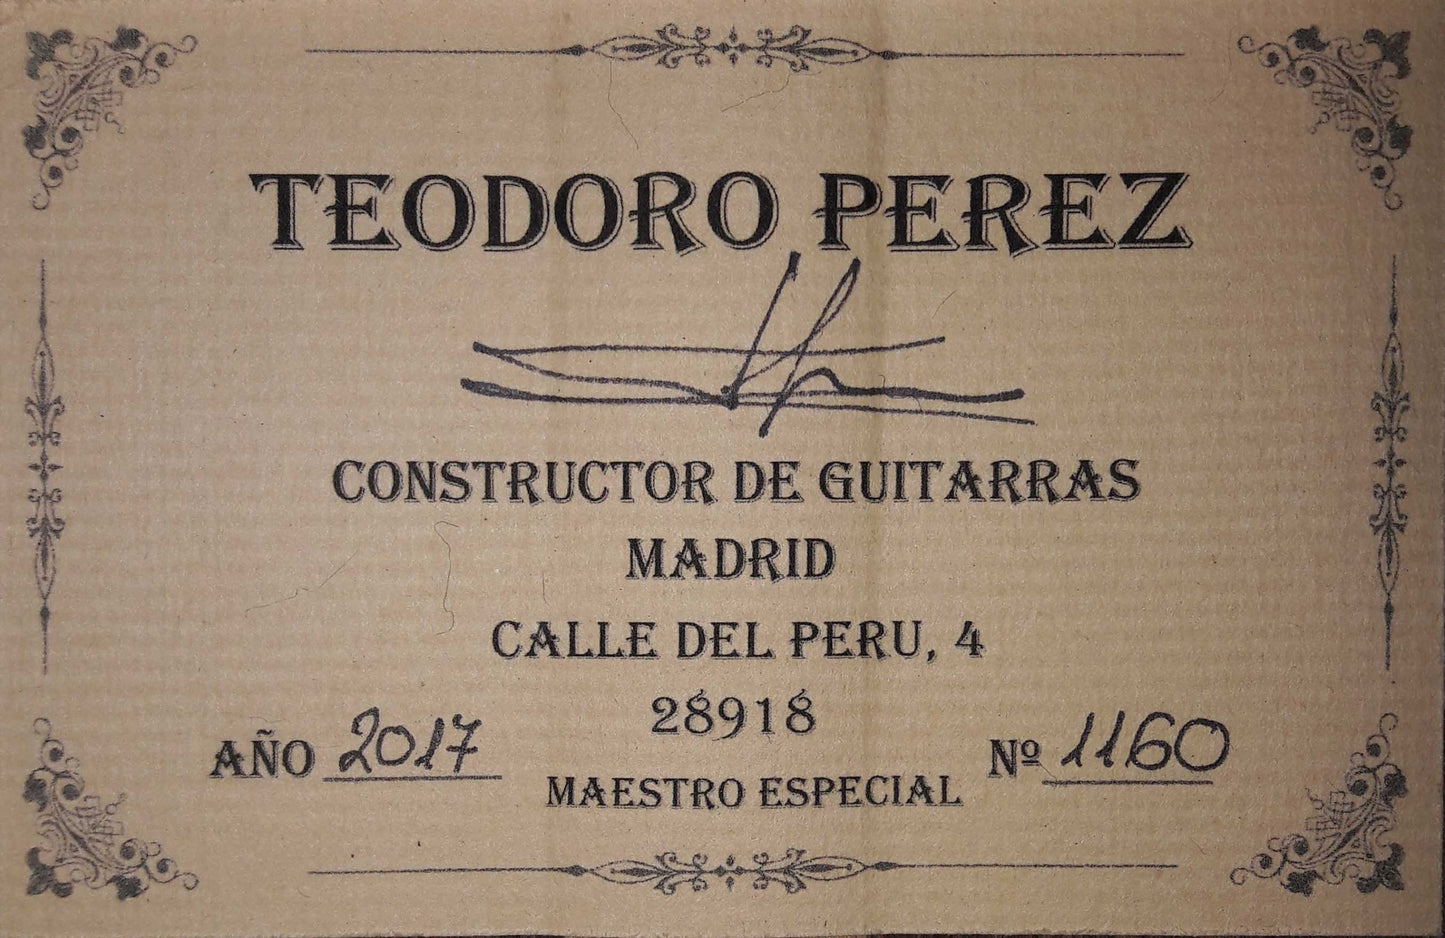 TEODORO PEREZ
CONSTRUCTOR DE GUITARRAS
MADRID
CALLE DEL PERU, 4
28918
AÑO 2017
Nº 1160
MAESTRO ESPECIAL